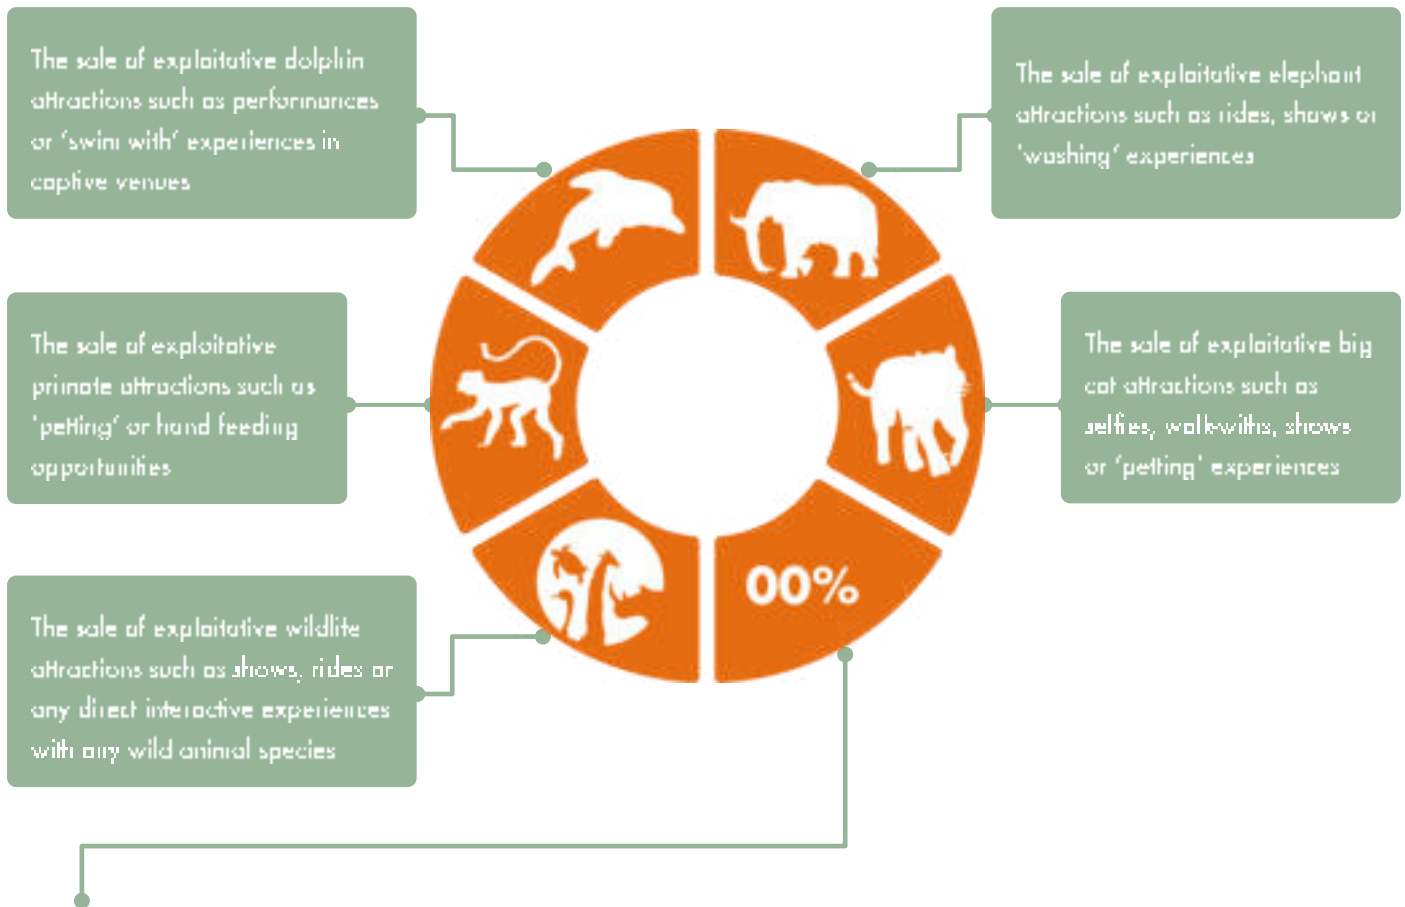 The sale of exploitative dolphin
attractions such as performances
or ‘swim with’ experiences in
captive venues
The sale of exploitative elephant
attractions such as rides, shows or
‘washing’ experiences
The sale of exploitative
primate attractions such as
‘petting’ or hand feeding
opportunities
The sale of exploitative big
cat attractions such as
selfies, walk-withs, shows
or ‘petting’ experiences
The sale of exploitative wildlife
attractions such as shows, rides or
any direct interactive experiences
with any wild animal species
00%